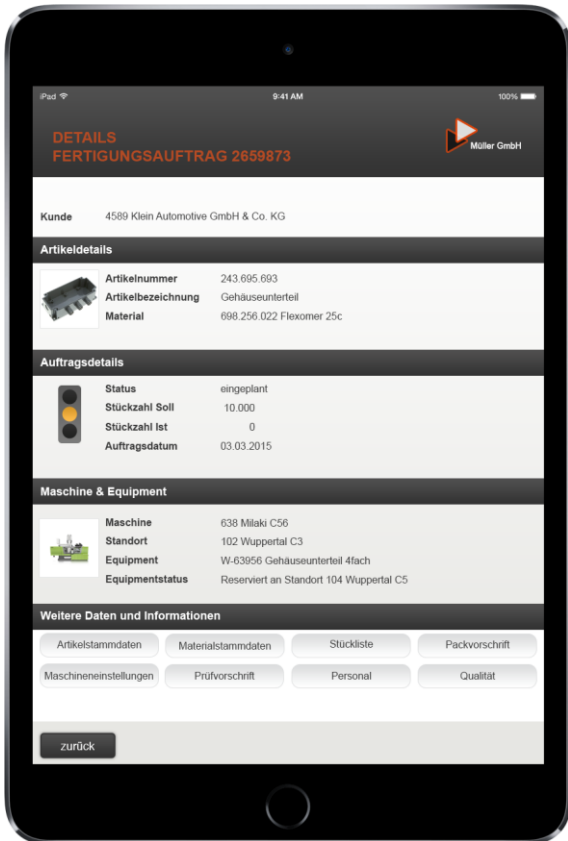 iPad 9:41 AM 100%
DETAILS
FERTIGUNGSAUFTRAG 2659873
Müller GmbH
Kunde 4589 Klein Automotive GmbH & Co. KG
Artikeldetails
Artikelnummer 243.695.693
Artikelbezeichnung Gehäuseunterteil
Material 698.256.022 Flexomer 25c
Auftragsdetails
Status eingeplant
Stückzahl Soll 10.000
Stückzahl Ist 0
Auftragsdatum 03.03.2015
Maschine & Equipment
Maschine 638 Milaki C56
Standort 102 Wuppertal C3
Equipment W-63956 Gehäuseunterteil 4fach
Equipmentstatus Reserviert an Standort 104 Wuppertal C5
Weitere Daten und Informationen
Artikelstammdaten Materialstammdaten Stückliste Packvorschrift
Maschineneinstellungen Prüfvorschrift Personal Qualität
zurück